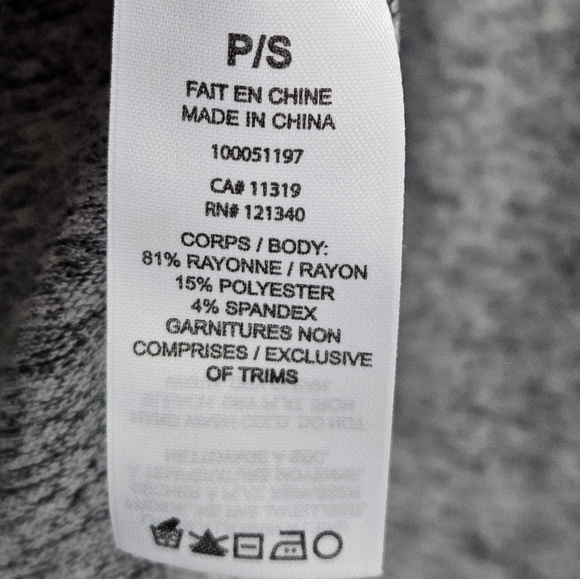 P/S
FAIT EN CHINE
MADE IN CHINA
100051197
CA# 11319
RN# 121340
CORPS / BODY:
81% RAYONNE / RAYON
15% POLYESTER
4% SPANDEX
GARNITURES NON
COMPRISES / EXCLUSIVE
OF TRIMS